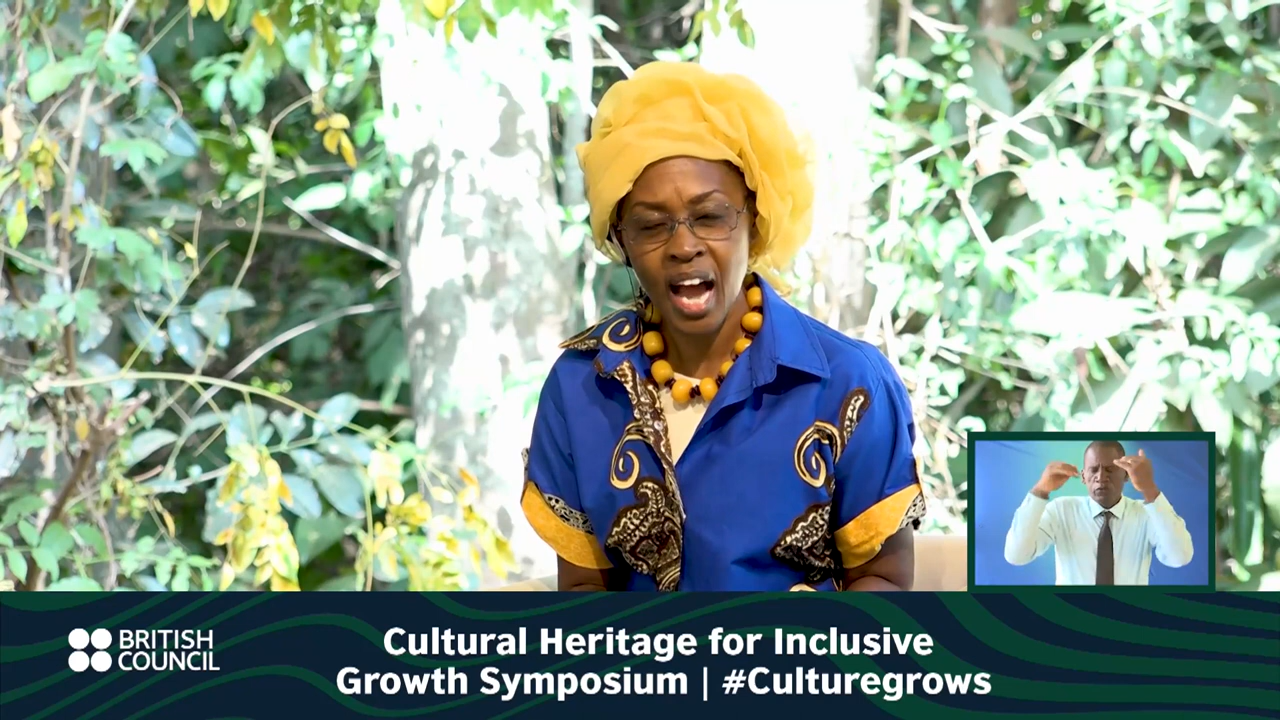 BRITISH
COUNCIL
Cultural Heritage for Inclusive
Growth Symposium | #Culturegrows